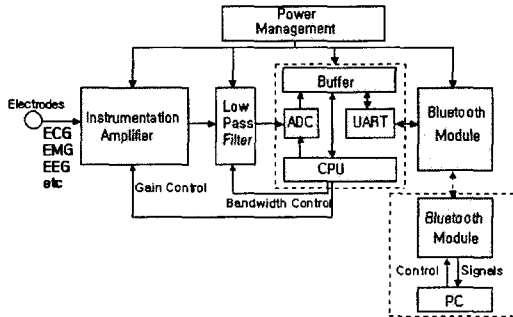 Power
Management
Electrodes
ECG
EMG
EEG
etc
Instrumentation
Amplifier
Low
Pass
Filter
Buffer
ADC
UART
CPU
Bluetooth
Module
Gain Control
Bandwidth Control
Bluetooth
Module
Control
Signals
PC